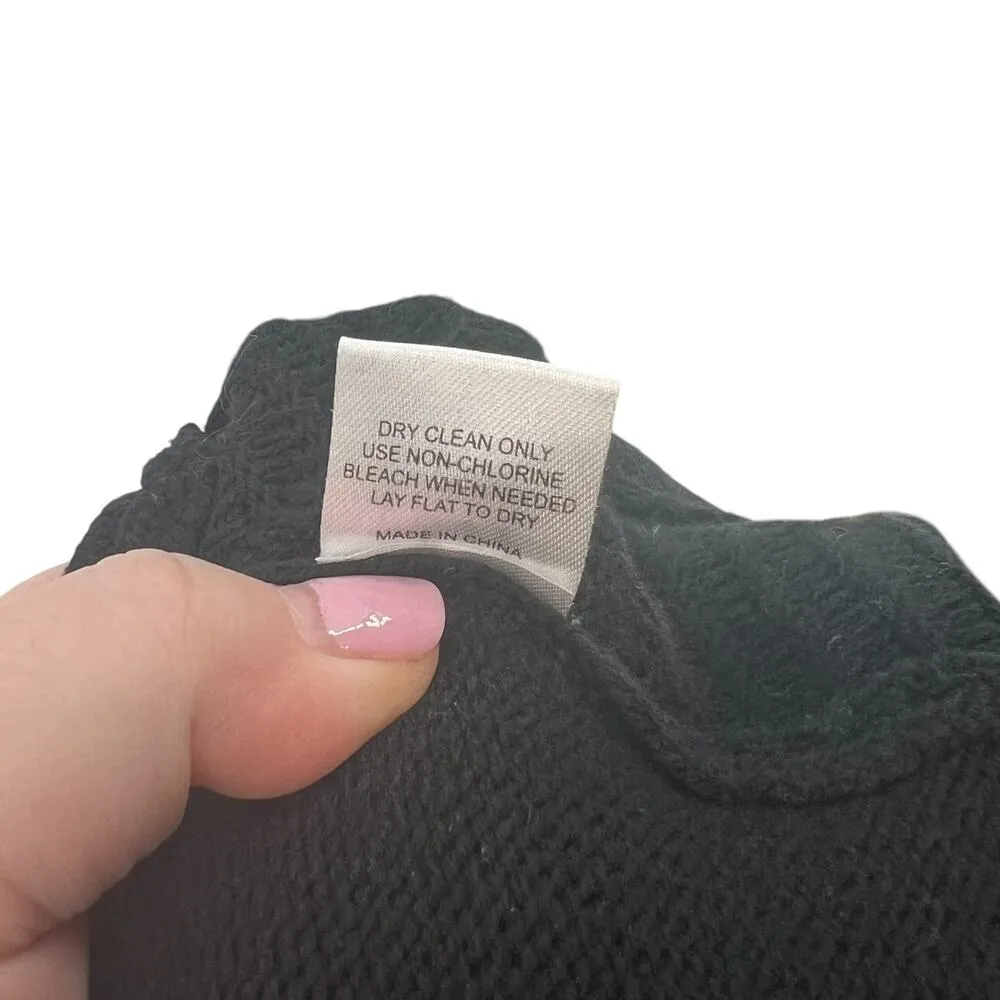 DRY CLEAN ONLY
USE NON-CHLORINE
BLEACH WHEN NEEDED
LAY FLAT TO DRY
MADE IN CHINA